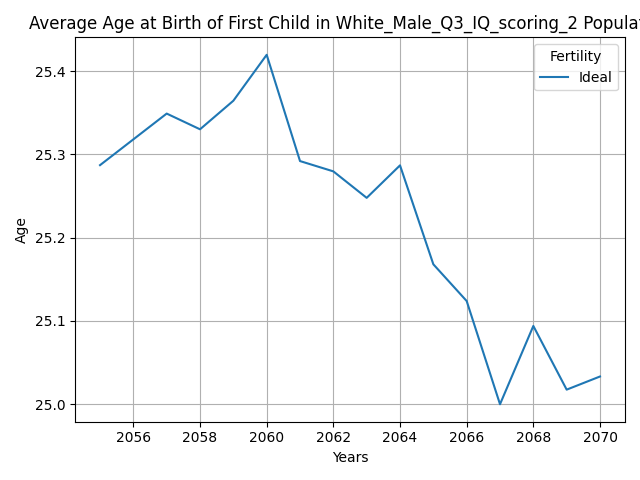 Average Age at Birth of First Child in White_Male_Q3_IQ_scoring_2
Fertility
Ideal
25.4
25.3
25.2
25.1
25.0
Age
2056 2058 2060 2062 2064 2066 2068 2070
Years